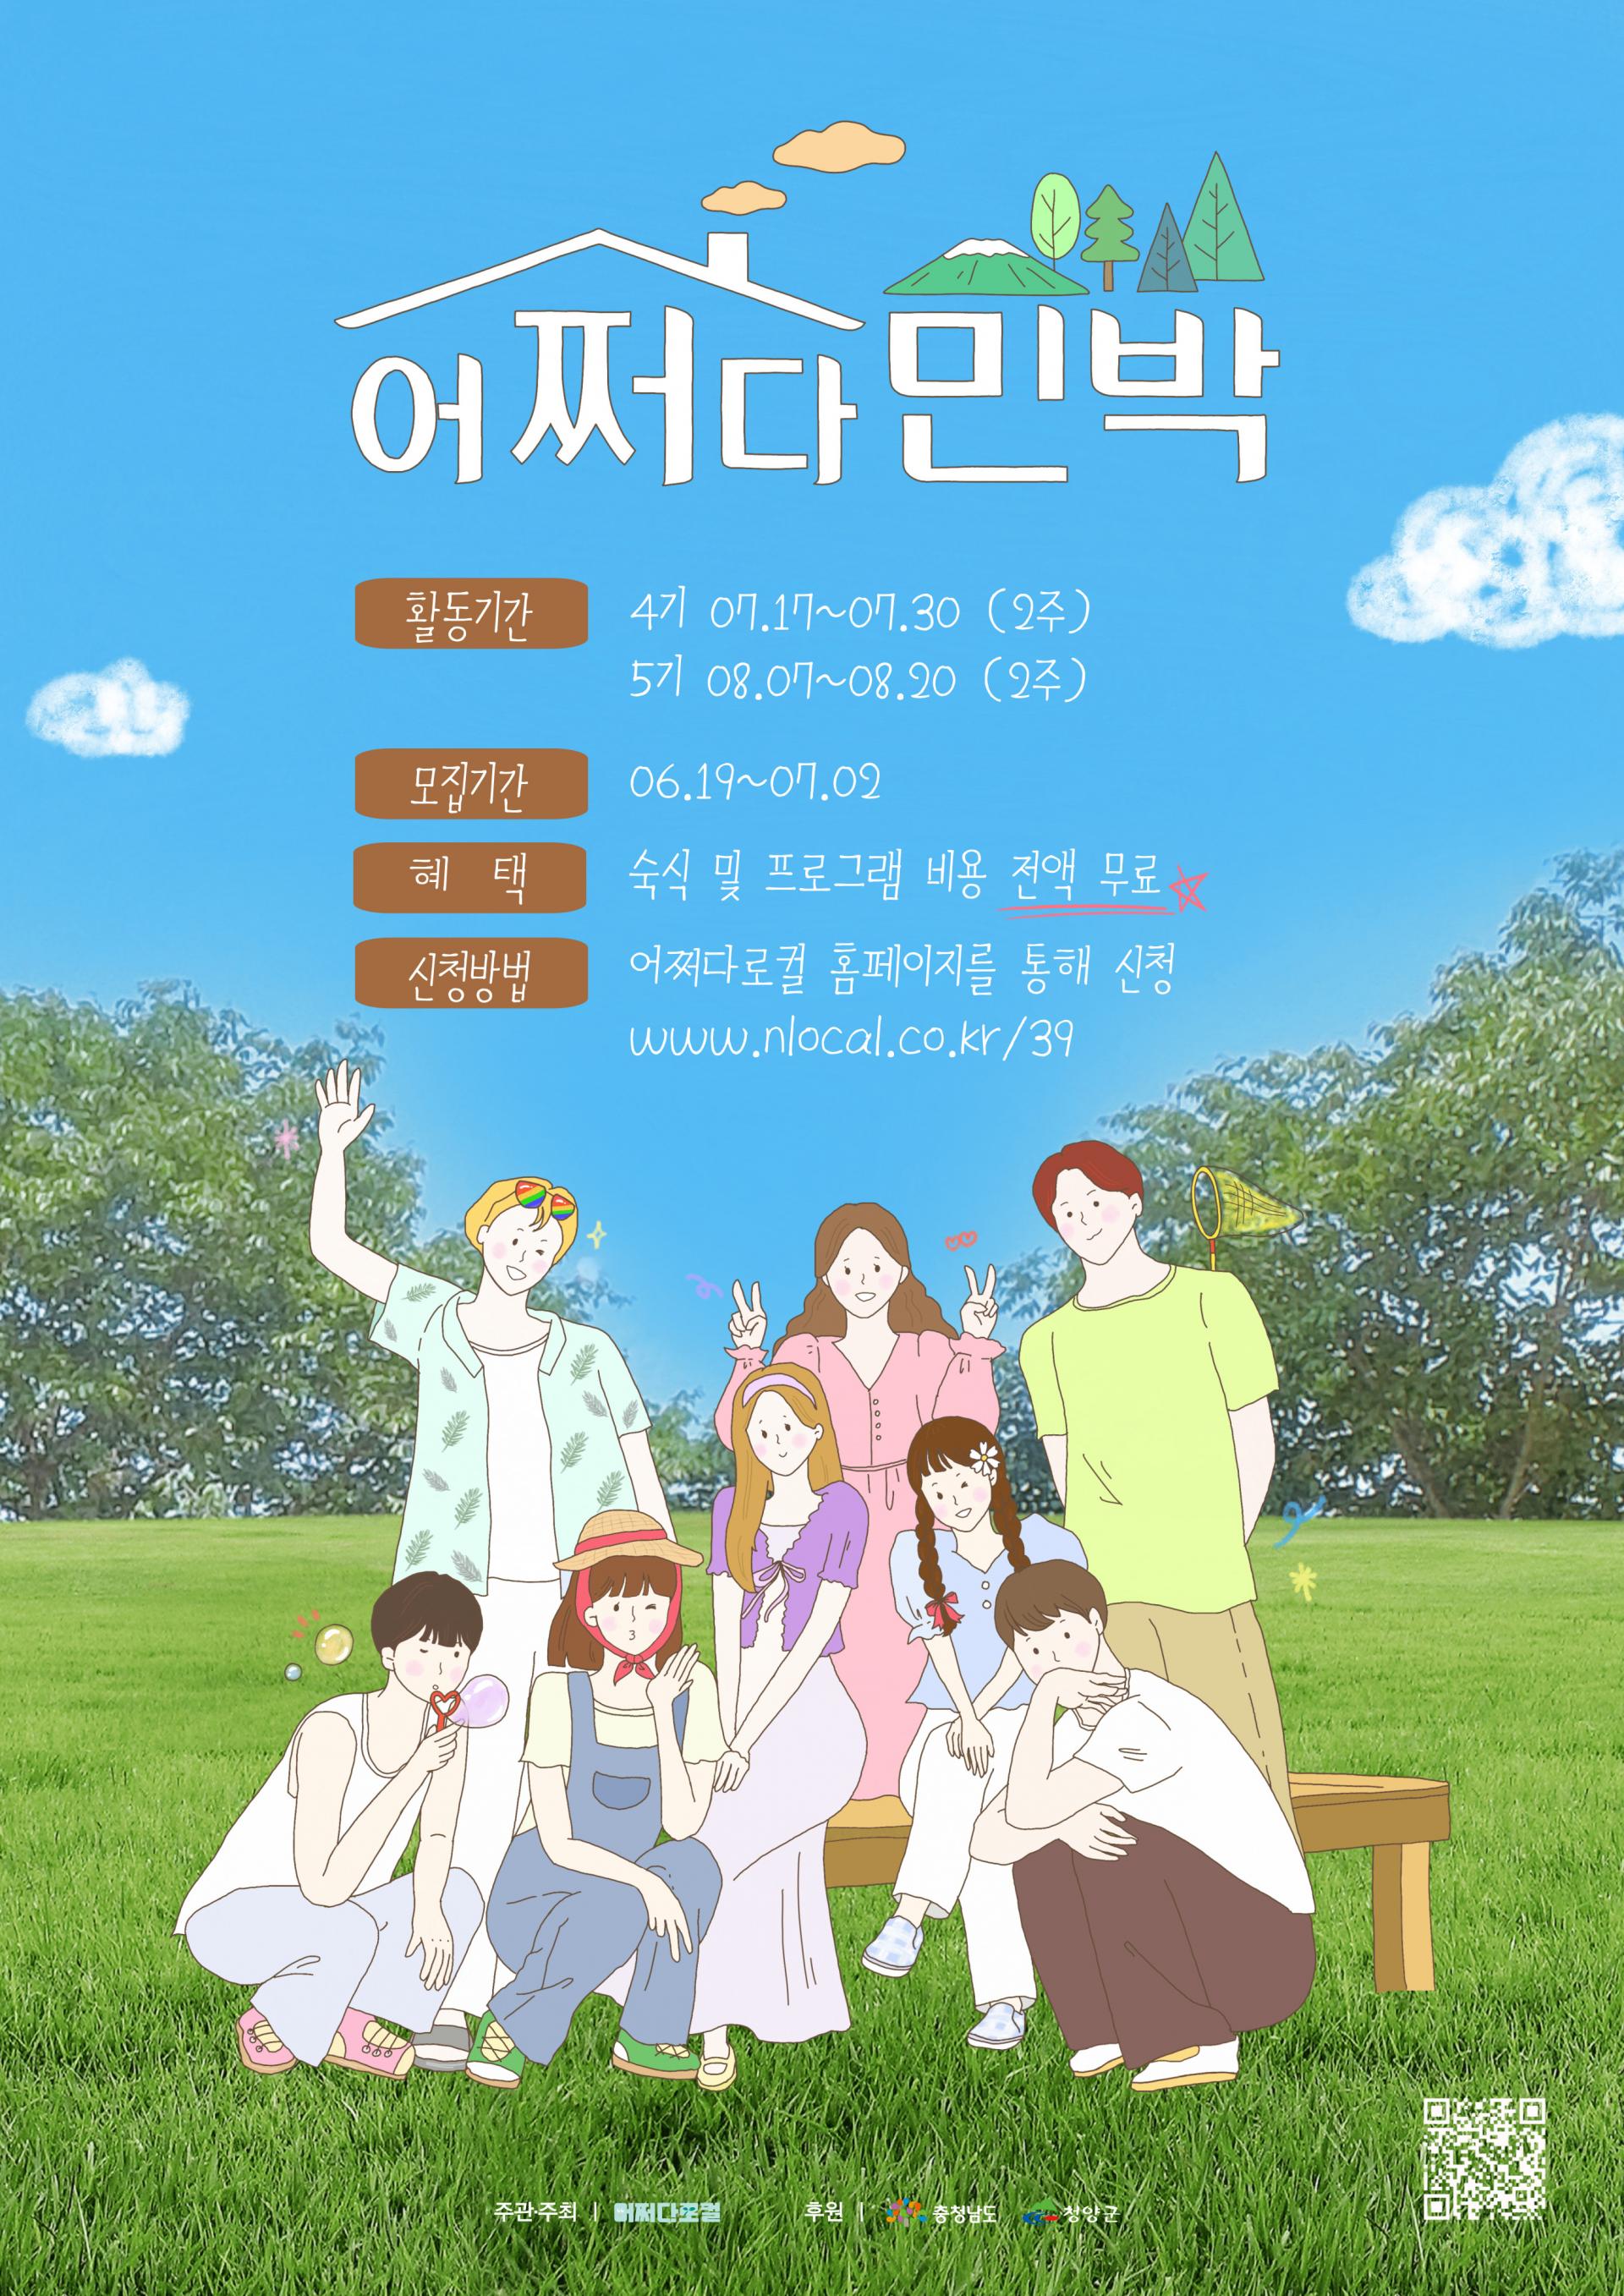 어쩌다민박
활동기간 4기 07.17~07.30 (2주)
5기 08.07~08.20 (2주)
모집기간 06.19~07.02
혜 택 숙식 및 프로그램 비용 전액 무료
신청방법 어쩌다로컬 홈페이지를 통해 신청
www.nlocal.co.kr/39
주관·주최 | 어쩌다로컬 후원 | 충청남도 청양군